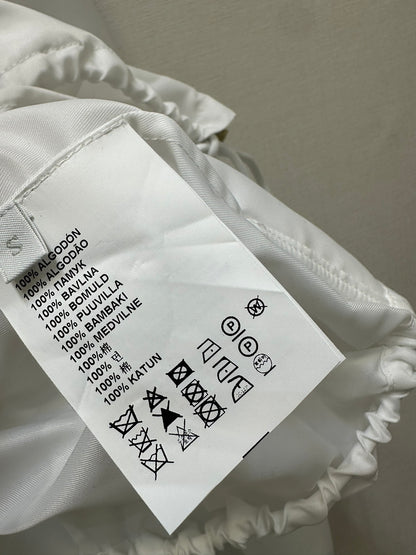 S
100% ALGODÓN
100% ALGODÃO
100% ПАМУК
100% BAVLNA
100% BOMULD
100% PUUVILLA
100% BAMBAKI
100% MEDVILNE
100%棉
100% 면
100% 棉
100% KATUN
P
P
W